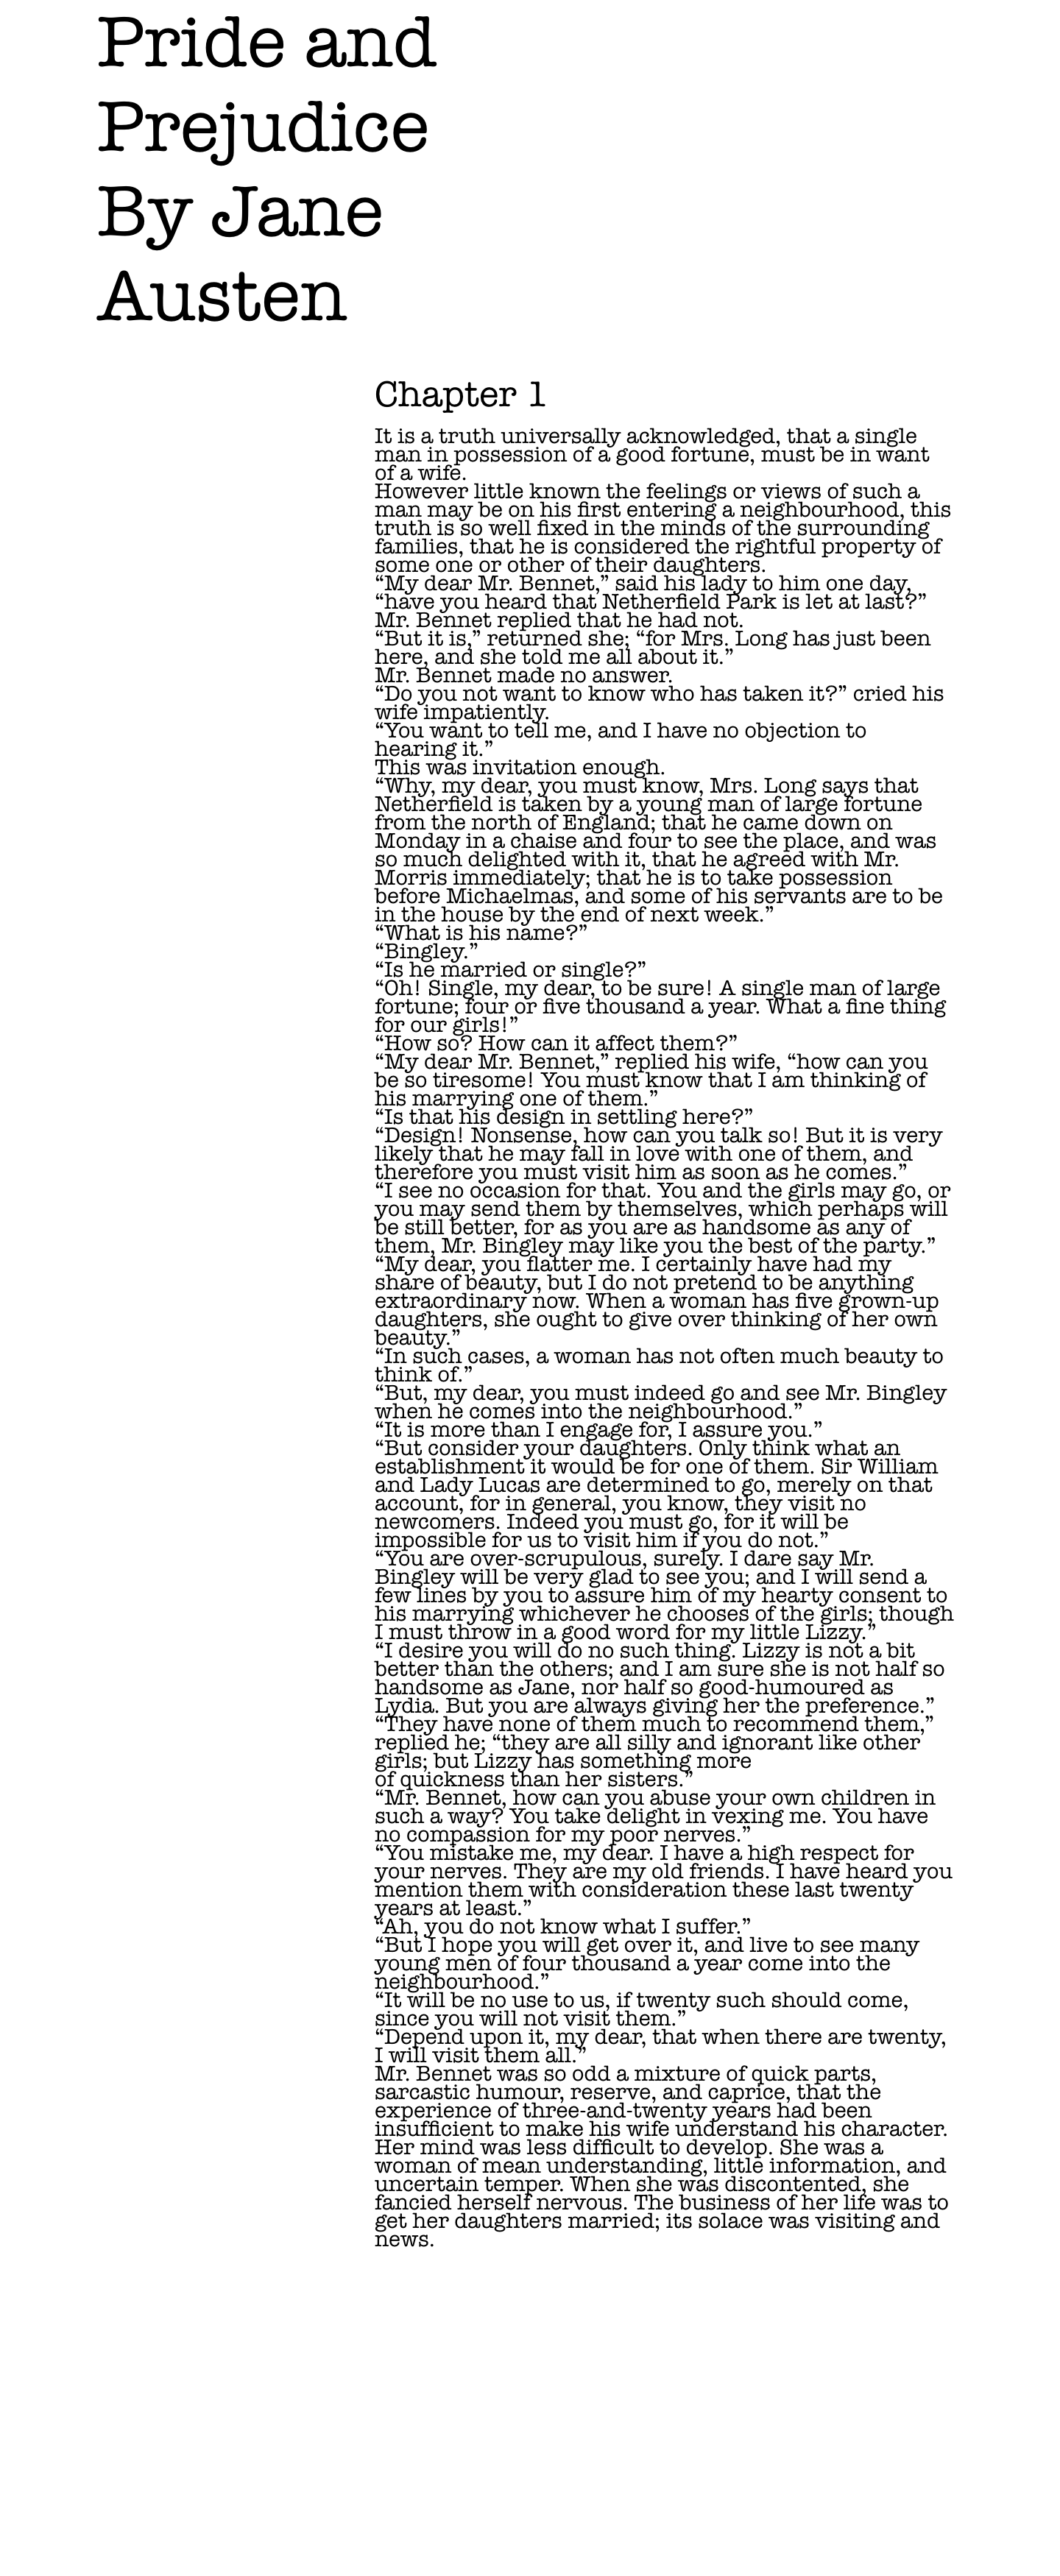 Pride and
Prejudice
By Jane
Austen
Chapter 1
It is a truth universally acknowledged, that a single
man in possession of a good fortune, must be in want
of a wife.
However little known the feelings or views of such a
man may be on his first entering a neighbourhood, this
truth is so well fixed in the minds of the surrounding
families, that he is considered the rightful property of
some one or other of their daughters.
“My dear Mr. Bennet,” said his lady to him one day,
“have you heard that Netherfield Park is let at last?”
Mr. Bennet replied that he had not.
“But it is,” returned she; “for Mrs. Long has just been
here, and she told me all about it.”
Mr. Bennet made no answer.
“Do you not want to know who has taken it?” cried his
wife impatiently.
“You want to tell me, and I have no objection to
hearing it.”
This was invitation enough.
“Why, my dear, you must know, Mrs. Long says that
Netherfield is taken by a young man of large fortune
from the north of England; that he came down on
Monday in a chaise and four to see the place, and was
so much delighted with it, that he agreed with Mr.
Morris immediately; that he is to take possession
before Michaelmas, and some of his servants are to be
in the house by the end of next week.”
“What is his name?”
“Bingley.”
“Is he married or single?”
“Oh! Single, my dear, to be sure! A single man of large
fortune; four or five thousand a year. What a fine thing
for our girls!”
“How so? How can it affect them?”
“My dear Mr. Bennet,” replied his wife, “how can you
be so tiresome! You must know that I am thinking of
his marrying one of them.”
“Is that his design in settling here?”
“Design! Nonsense, how can you talk so! But it is very
likely that he may fall in love with one of them, and
therefore you must visit him as soon as he comes.”
“I see no occasion for that. You and the girls may go, or
you may send them by themselves, which perhaps will
be still better, for as you are as handsome as any of
them, Mr. Bingley may like you the best of the party.”
“My dear, you flatter me. I certainly have had my
share of beauty, but I do not pretend to be anything
extraordinary now. When a woman has five grown-up
daughters, she ought to give over thinking of her own
beauty.”
“In such cases, a woman has not often much beauty to
think of.”
“But, my dear, you must indeed go and see Mr. Bingley
when he comes into the neighbourhood.”
“It is more than I engage for, I assure you.”
“But consider your daughters. Only think what an
establishment it would be for one of them. Sir William
and Lady Lucas are determined to go, merely on that
account, for in general, you know, they visit no
newcomers. Indeed you must go, for it will be
impossible for us to visit him if you do not.”
“You are over-scrupulous, surely. I dare say Mr.
Bingley will be very glad to see you; and I will send a
few lines by you to assure him of my hearty consent to
his marrying whichever he chooses of the girls; though
I must throw in a good word for my little Lizzy.”
“I desire you will do no such thing. Lizzy is not a bit
better than the others; and I am sure she is not half so
handsome as Jane, nor half so good-humoured as
Lydia. But you are always giving her the preference.”
“They have none of them much to recommend them,”
replied he; “they are all silly and ignorant like other
girls; but Lizzy has something more
of quickness than her sisters.”
“Mr. Bennet, how can you abuse your own children in
such a way? You take delight in vexing me. You have
no compassion for my poor nerves.”
“You mistake me, my dear. I have a high respect for
your nerves. They are my old friends. I have heard you
mention them with consideration these last twenty
years at least.”
“Ah, you do not know what I suffer.”
“But I hope you will get over it, and live to see many
young men of four thousand a year come into the
neighbourhood.”
“It will be no use to us, if twenty such should come,
since you will not visit them.”
“Depend upon it, my dear, that when there are twenty,
I will visit them all.”
Mr. Bennet was so odd a mixture of quick parts,
sarcastic humour, reserve, and caprice, that the
experience of three-and-twenty years had been
insufficient to make his wife understand his character.
Her mind was less difficult to develop. She was a
woman of mean understanding, little information, and
uncertain temper. When she was discontented, she
fancied herself nervous. The business of her life was to
get her daughters married; its solace was visiting and
news.